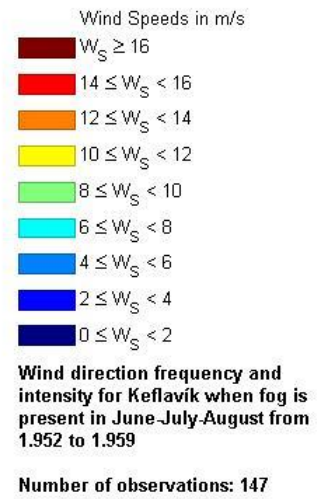 Wind Speeds in m/s
W_S ≥ 16
14 ≤ W_S < 16
12 ≤ W_S < 14
10 ≤ W_S < 12
8 ≤ W_S < 10
6 ≤ W_S < 8
4 ≤ W_S < 6
2 ≤ W_S < 4
0 ≤ W_S < 2
Wind direction frequency and
intensity for Keflavík when fog is
present in June-July-August from
1.952 to 1.959
Number of observations: 147